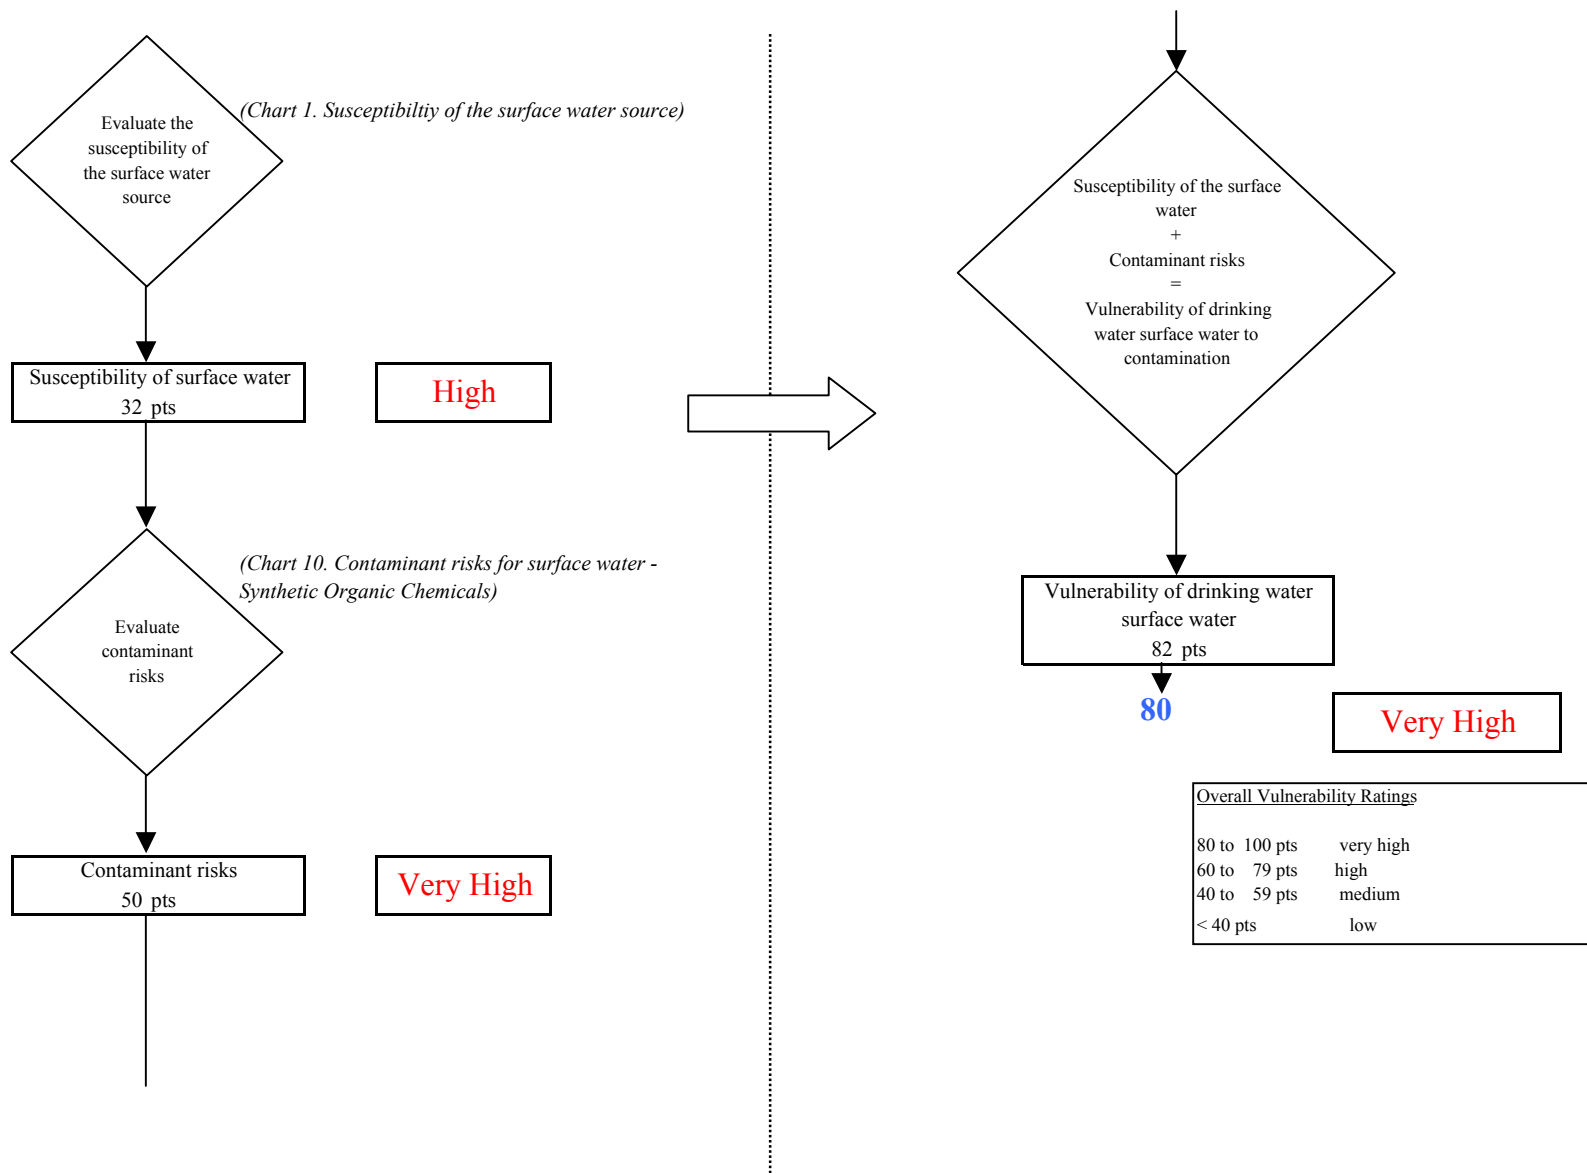 Evaluate the
susceptibility of
the surface water
source
(Chart 1. Susceptibiltiy of the surface water source)
Susceptibility of surface water
32 pts
High
(Chart 10. Contaminant risks for surface water -
Synthetic Organic Chemicals)
Evaluate
contaminant
risks
Contaminant risks
50 pts
Very High
Susceptibility of the surface
water
+
Contaminant risks
=
Vulnerability of drinking
water surface water to
contamination
Vulnerability of drinking water
surface water
82 pts
80
Very High
Overall Vulnerability Ratings
80 to 100 pts very high
60 to 79 pts high
40 to 59 pts medium
< 40 pts low